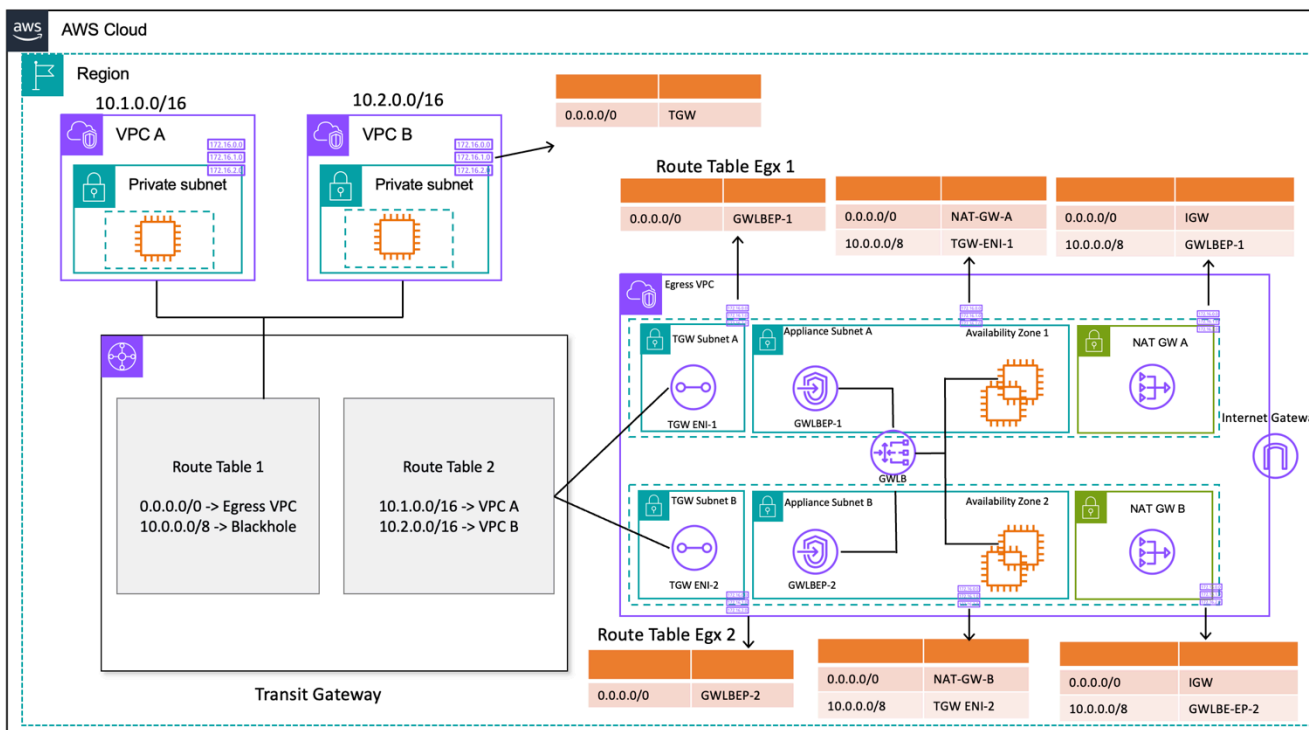 aws
AWS Cloud
Region
10.1.0.0/16
10.2.0.0/16
VPC A
172.16.0.0
172.16.1.0
172.16.2.0
Private subnet
VPC B
172.16.0.0
172.16.1.0
172.16.2.0
Private subnet
0.0.0.0/0 TGW
Route Table Egx 1
0.0.0.0/0 GWLBEP-1
0.0.0.0/0 NAT-GW-A
10.0.0.0/8 TGW-ENI-1
0.0.0.0/0 IGW
10.0.0.0/8 GWLBEP-1
Egress VPC
TGW Subnet A
TGW ENI-1
Appliance Subnet A
GWLBEP-1
Availability Zone 1
NAT GW A
Internet Gateway
GWLB
TGW Subnet B
TGW ENI-2
Appliance Subnet B
GWLBEP-2
Availability Zone 2
NAT GW B
Route Table 1
0.0.0.0/0 -> Egress VPC
10.0.0.0/8 -> Blackhole
Route Table 2
10.1.0.0/16 -> VPC A
10.2.0.0/16 -> VPC B
Transit Gateway
Route Table Egx 2
0.0.0.0/0 GWLBEP-2
0.0.0.0/0 NAT-GW-B
10.0.0.0/8 TGW ENI-2
0.0.0.0/0 IGW
10.0.0.0/8 GWLBE-EP-2